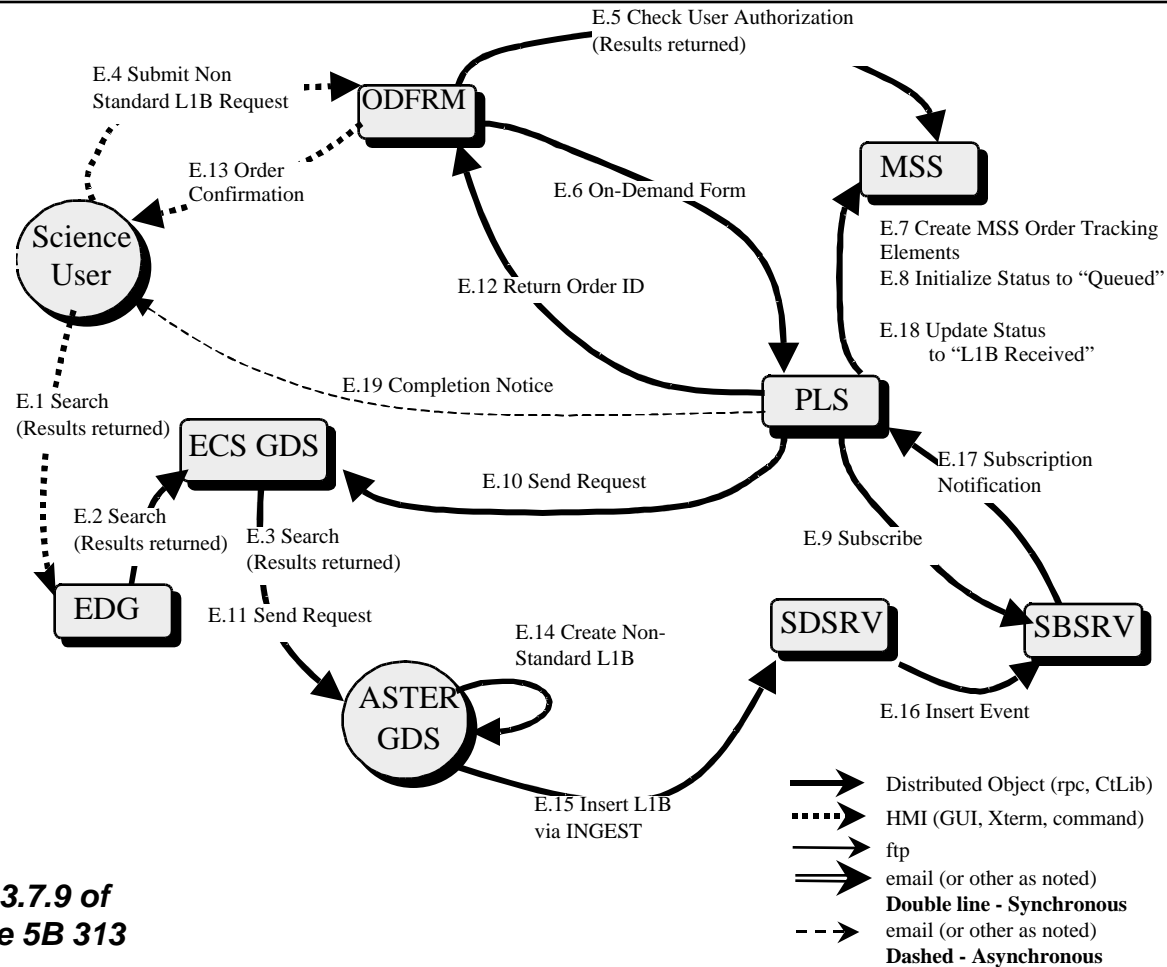 E.5 Check User Authorization
(Results returned)
E.4 Submit Non
Standard L1B Request
ODFRM
MSS
E.13 Order
Confirmation
E.6 On-Demand Form
Science
User
E.7 Create MSS Order Tracking
Elements
E.8 Initialize Status to “Queued”
E.12 Return Order ID
E.18 Update Status
to “L1B Received”
E.19 Completion Notice
PLS
E.1 Search
(Results returned)
ECS GDS
E.10 Send Request
E.17 Subscription
Notification
E.2 Search
(Results returned)
E.3 Search
(Results returned)
E.9 Subscribe
EDG
E.11 Send Request
SDSRV
SBSRV
E.14 Create Non-
Standard L1B
ASTER
GDS
E.16 Insert Event
E.15 Insert L1B
via INGEST
Distributed Object (rpc, CtLib)
HMI (GUI, Xterm, command)
ftp
email (or other as noted)
Double line - Synchronous
email (or other as noted)
Dashed - Asynchronous
3.7.9 of
e 5B 313